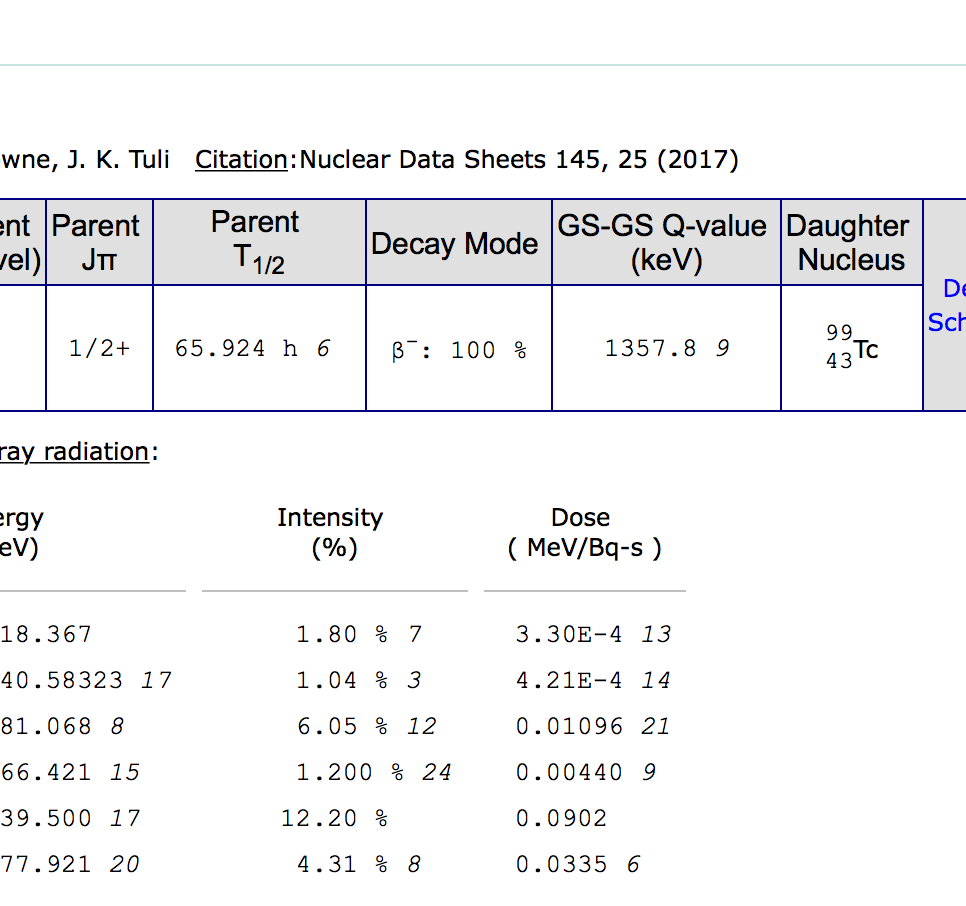 wne, J. K. Tuli Citation:Nuclear Data Sheets 145, 25 (2017)
ent Parent Parent Decay Mode GS-GS Q-value Daughter
vel) Jπ T1/2 (keV) Nucleus
De
Sch
1/2+ 65.924 h 6 β-: 100 % 1357.8 9 99 43 Tc
ray radiation:
ergy Intensity Dose
eV) (%) ( MeV/Bq-s )
18.367 1.80 % 7 3.30E-4 13
40.58323 17 1.04 % 3 4.21E-4 14
81.068 8 6.05 % 12 0.01096 21
66.421 15 1.200 % 24 0.00440 9
39.500 17 12.20 % 0.0902
77.921 20 4.31 % 8 0.0335 6